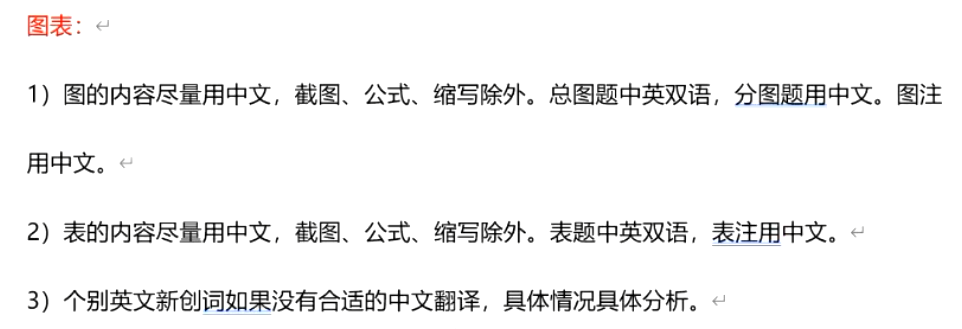 图表：
1）图的内容尽量用中文，截图、公式、缩写除外。总图题中英双语，分图题用中文。图注
用中文。
2）表的内容尽量用中文，截图、公式、缩写除外。表题中英双语，表注用中文。
3）个别英文新创词如果没有合适的中文翻译，具体情况具体分析。